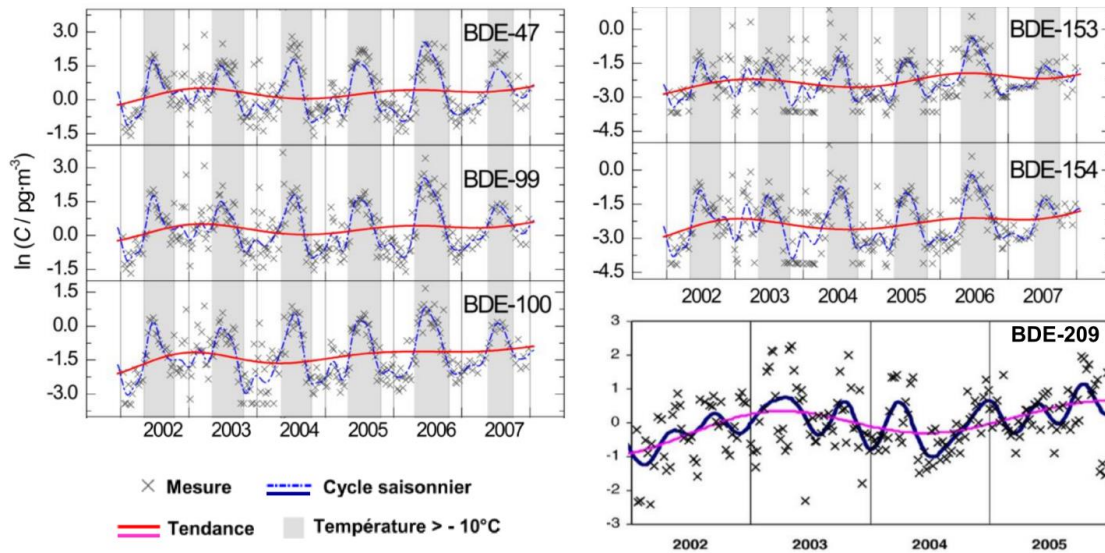 3.0
1.5
0.0
-1.5
BDE-47
3.0
1.5
0.0
-1.5
BDE-99
1.5
0.0
-1.5
-3.0
BDE-100
ln (C / pg·m-3)
2002 2003 2004 2005 2006 2007
0.0
-1.5
-3.0
-4.5
BDE-153
0.0
-1.5
-3.0
-4.5
BDE-154
2002 2003 2004 2005 2006 2007
3
2
1
0
-1
-2
-3
BDE-209
2002 2003 2004 2005
Mesure
Cycle saisonnier
Tendance
Température > - 10°C